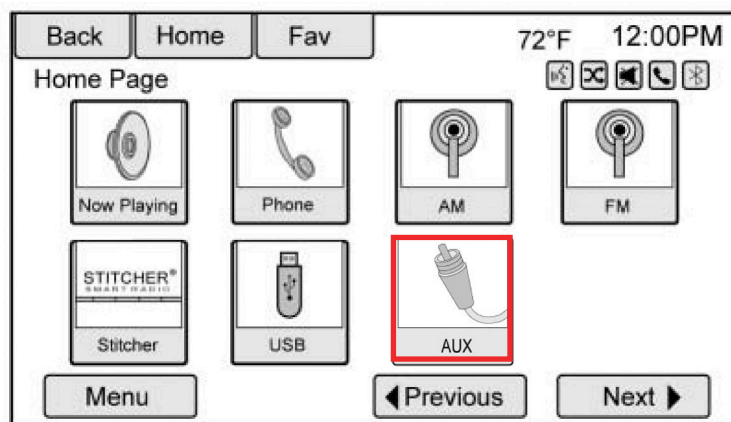 Back Home Fav 72°F 12:00PM
Home Page
Now Playing Phone AM FM
STITCHER®
SMART RADIO
Stitcher USB AUX
Menu Previous Next